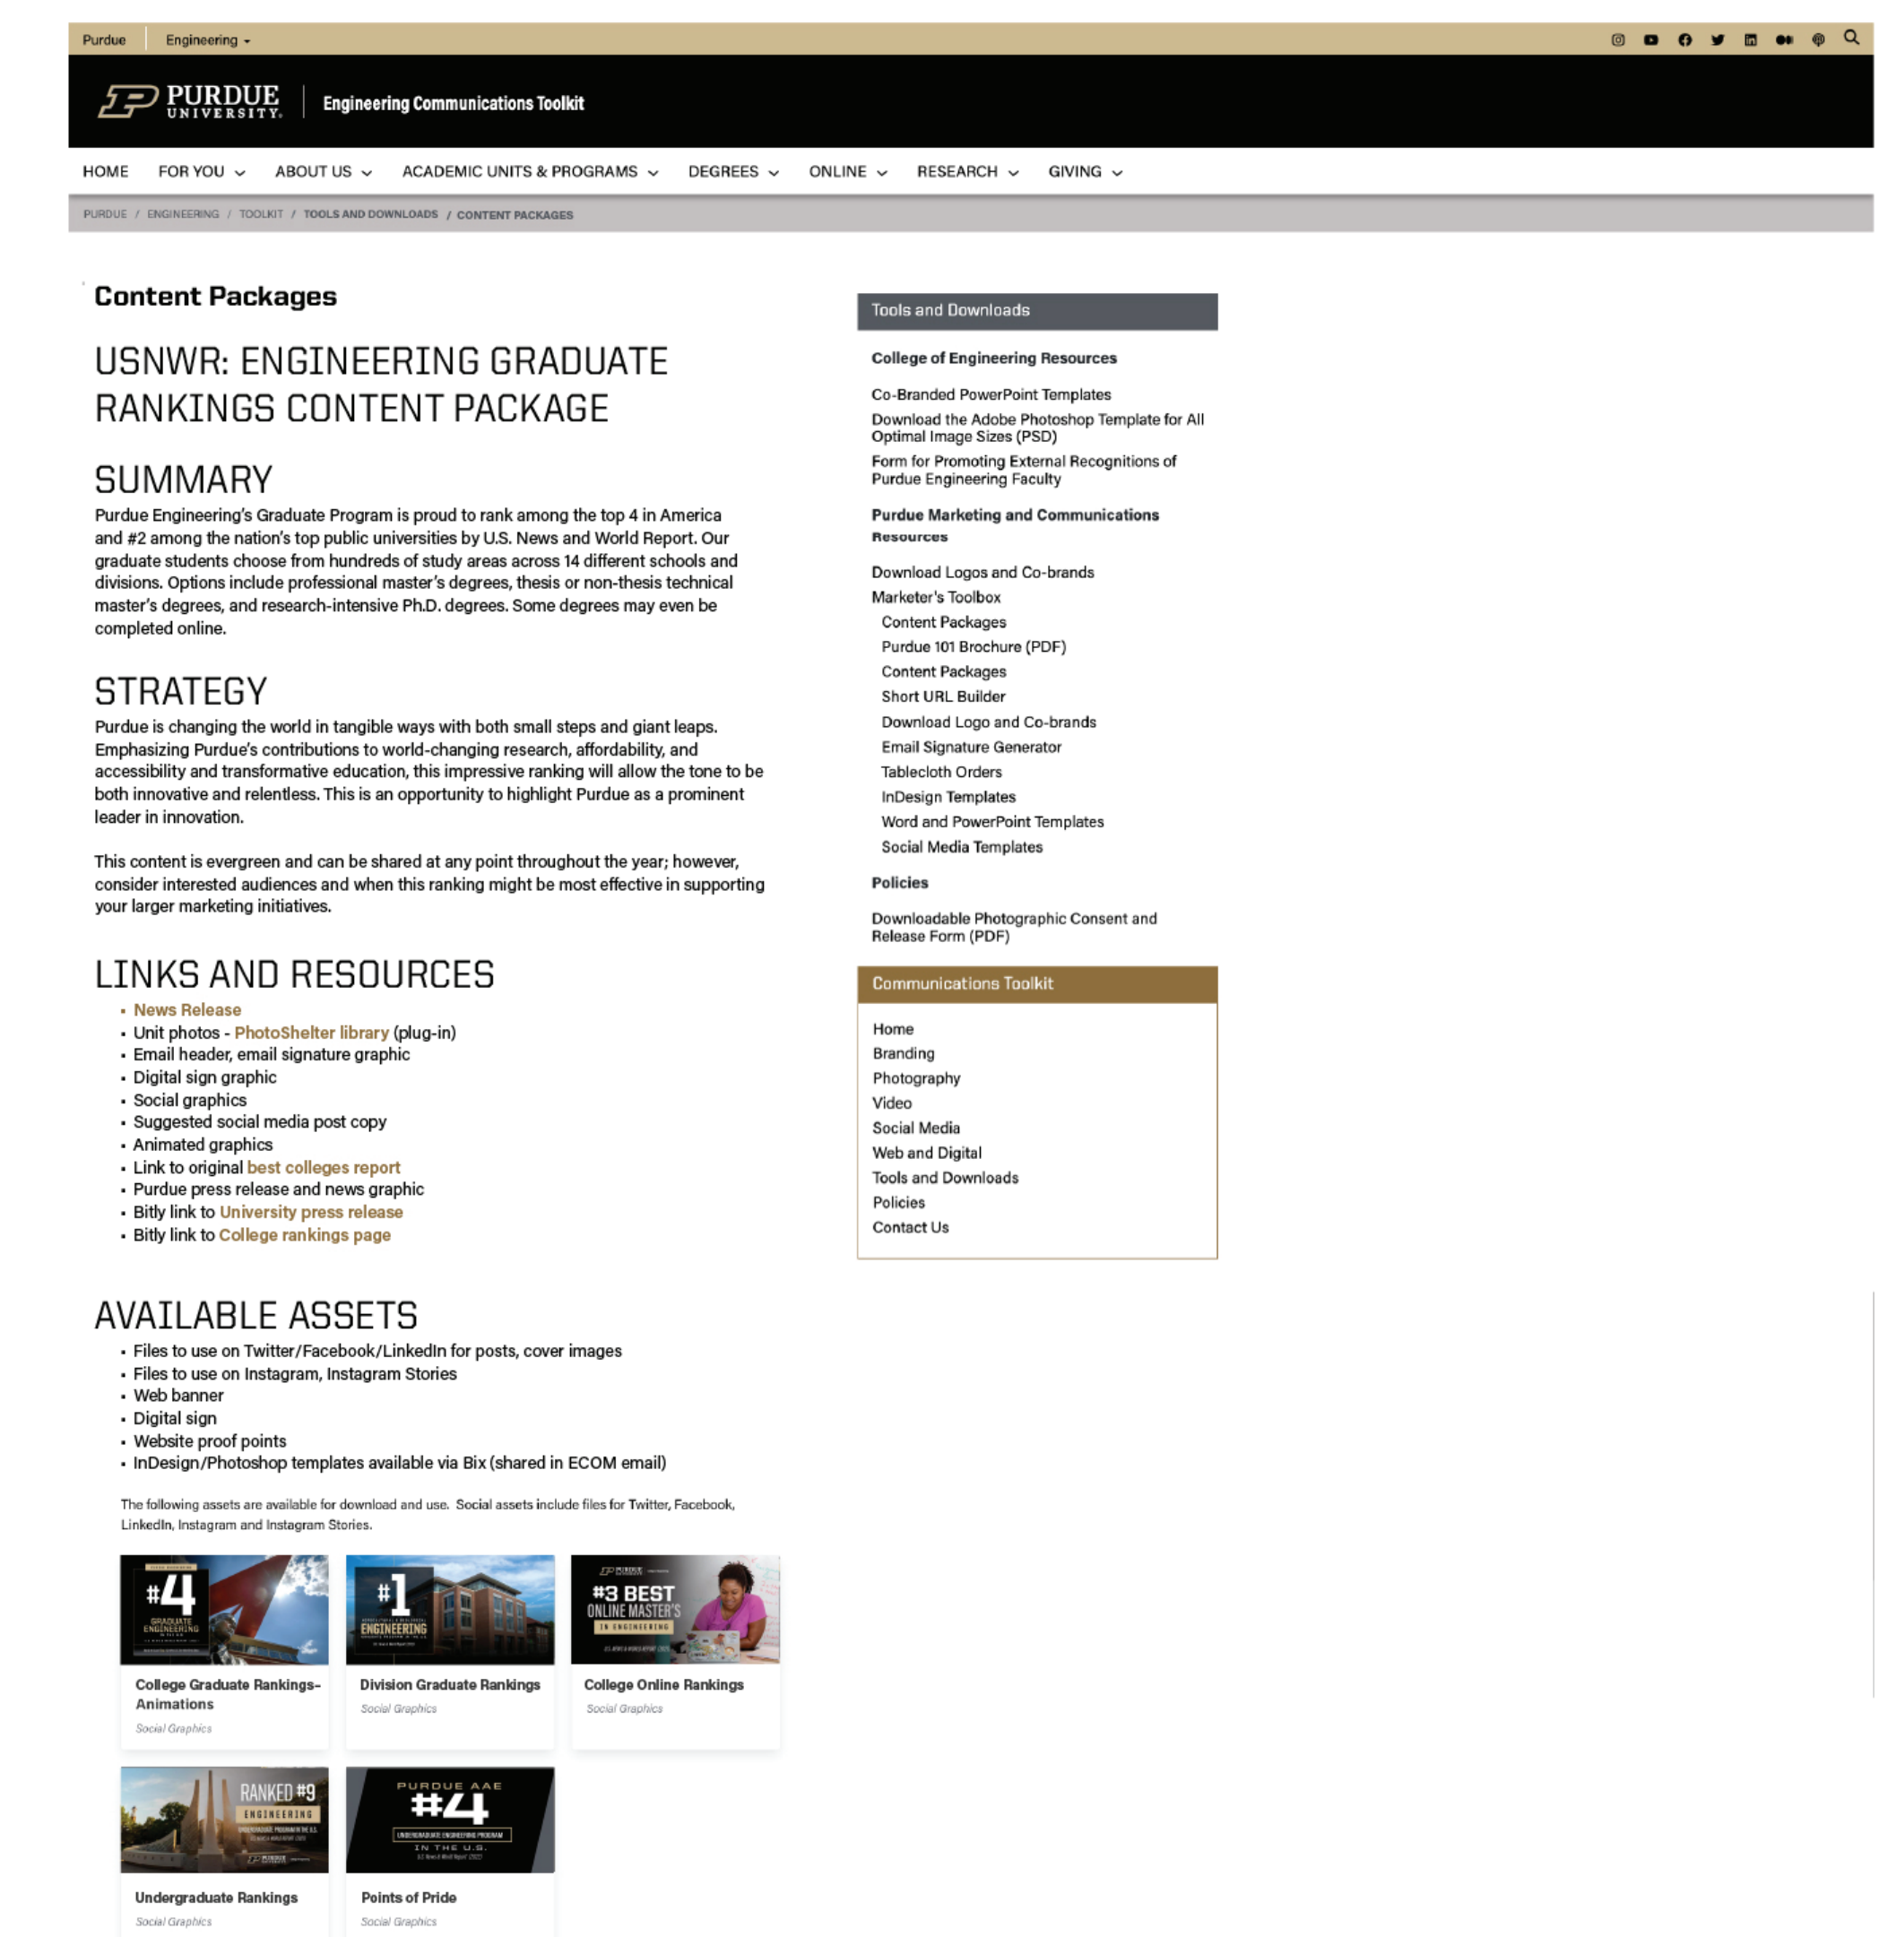 Purdue
Engineering
PURDUE
UNIVERSITY.
Engineering Communications Toolkit
HOME FOR YOU ABOUT US ACADEMIC UNITS & PROGRAMS DEGREES ONLINE RESEARCH GIVING
PURDUE / ENGINEERING / TOOLKIT / TOOLS AND DOWNLOADS / CONTENT PACKAGES
Content Packages
USNWR: ENGINEERING GRADUATE
RANKINGS CONTENT PACKAGE
SUMMARY
Purdue Engineering's Graduate Program is proud to rank among the top 4 in America
and #2 among the nation's top public universities by U.S. News and World Report. Our
graduate students choose from hundreds of study areas across 14 different schools and
divisions. Options include professional master's degrees, thesis or non-thesis technical
master's degrees, and research-intensive Ph.D. degrees. Some degrees may even be
completed online.
STRATEGY
Purdue is changing the world in tangible ways with both small steps and giant leaps.
Emphasizing Purdue's contributions to world-changing research, affordability, and
accessibility and transformative education, this impressive ranking will allow the tone to be
both innovative and relentless. This is an opportunity to highlight Purdue as a prominent
leader in innovation.
This content is evergreen and can be shared at any point throughout the year; however,
consider interested audiences and when this ranking might be most effective in supporting
your larger marketing initiatives.
LINKS AND RESOURCES
▪ News Release
▪ Unit photos - PhotoShelter library (plug-in)
▪ Email header, email signature graphic
▪ Digital sign graphic
▪ Social graphics
▪ Suggested social media post copy
▪ Animated graphics
▪ Link to original best colleges report
▪ Purdue press release and news graphic
▪ Bitly link to University press release
▪ Bitly link to College rankings page
AVAILABLE ASSETS
▪ Files to use on Twitter/Facebook/LinkedIn for posts, cover images
▪ Files to use on Instagram, Instagram Stories
▪ Web banner
▪ Digital sign
▪ Website proof points
▪ InDesign/Photoshop templates available via Bix (shared in ECOM email)
The following assets are available for download and use. Social assets include files for Twitter, Facebook,
LinkedIn, Instagram and Instagram Stories.
#4
GRADUATE
ENGINEERING
College Graduate Rankings-
Animations
Social Graphics
#1
ENGINEERING
Division Graduate Rankings
Social Graphics
PURDUE
#3 BEST
ONLINE MASTER'S
IN ENGINEERING
College Online Rankings
Social Graphics
RANKED #9
ENGINEERING
UNDERGRADUATE PROGRAM IN THE U.S.
PURDUE
Undergraduate Rankings
Social Graphics
PURDUE AAE
#4
UNDERGRADUATE ENGINEERING PROGRAM
IN THE U.S.
U.S. News & World Report (2022)
Points of Pride
Social Graphics
Tools and Downloads
College of Engineering Resources
Co-Branded PowerPoint Templates
Download the Adobe Photoshop Template for All
Optimal Image Sizes (PSD)
Form for Promoting External Recognitions of
Purdue Engineering Faculty
Purdue Marketing and Communications
Resources
Download Logos and Co-brands
Marketer's Toolbox
Content Packages
Purdue 101 Brochure (PDF)
Content Packages
Short URL Builder
Download Logo and Co-brands
Email Signature Generator
Tablecloth Orders
InDesign Templates
Word and PowerPoint Templates
Social Media Templates
Policies
Downloadable Photographic Consent and
Release Form (PDF)
Communications Toolkit
Home
Branding
Photography
Video
Social Media
Web and Digital
Tools and Downloads
Policies
Contact Us